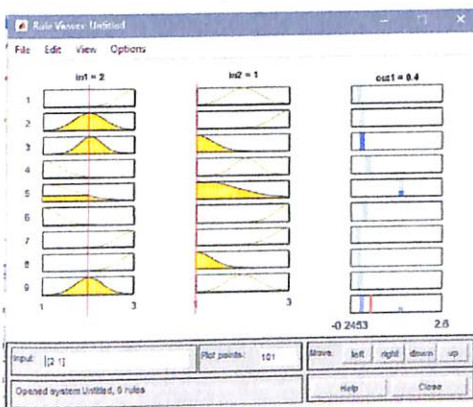 Rule Viewer: Untitled
File Edit View Options
in1 = 2 in2 = 1 out1 = 0.4
1
2
3
4
5
6
7
8
9
1 3 1 3
-0.2453 2.6
Input: [2 1] Plot points: 101 Move: left right down up
Opened system Untitled, 9 rules Help Close